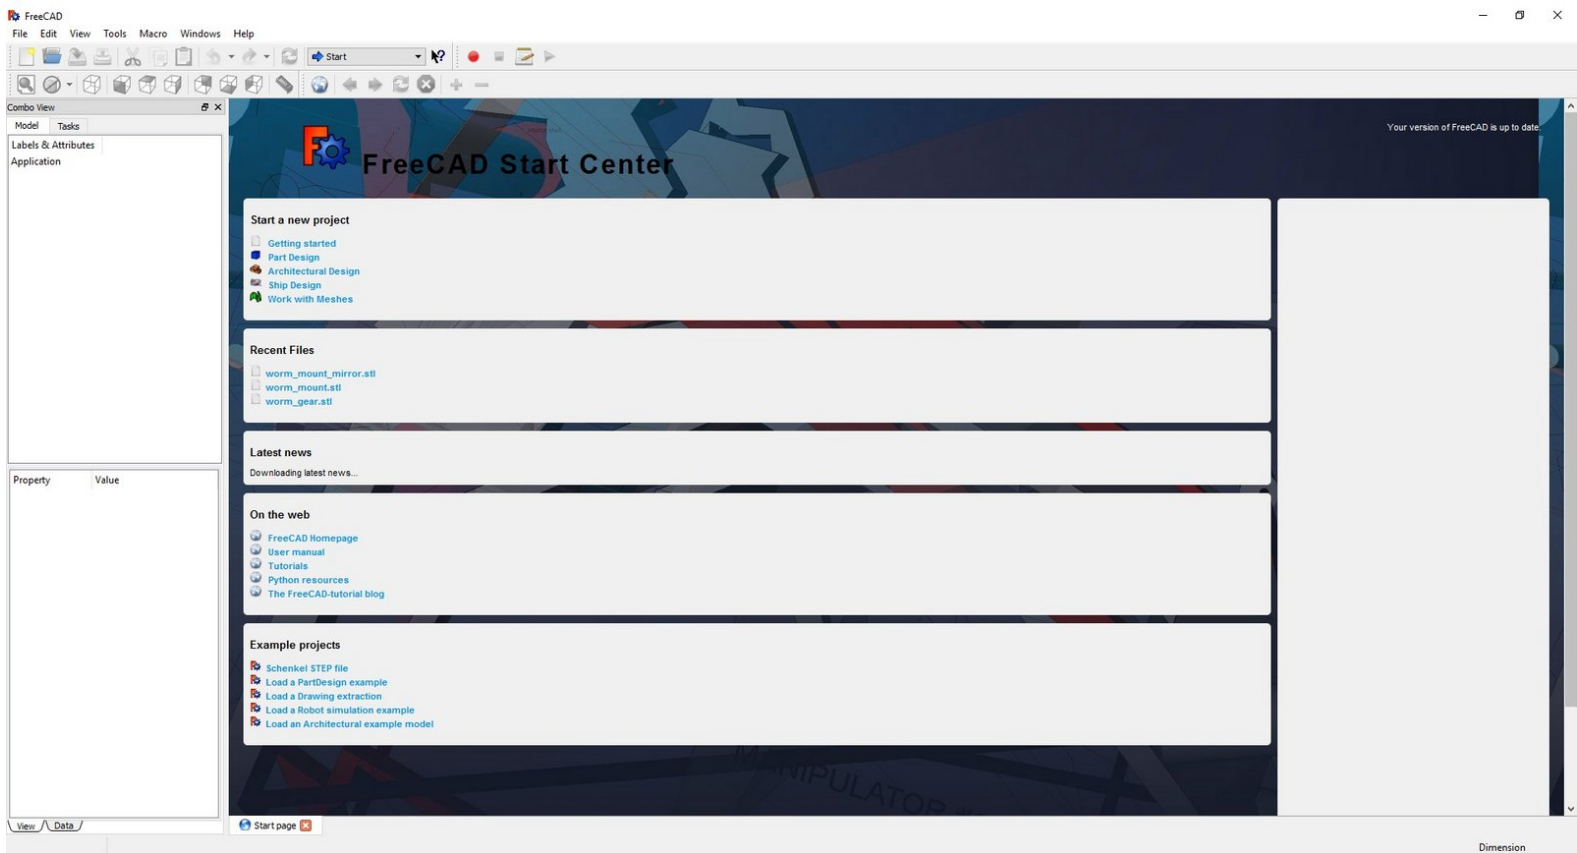 FreeCAD
File Edit View Tools Macro Windows Help
Start
Combo View
Model Tasks
Labels & Attributes
Application
Property Value
View Data
FreeCAD Start Center
Your version of FreeCAD is up to date.
Start a new project
Getting started
Part Design
Architectural Design
Ship Design
Work with Meshes
Recent Files
worm_mount_mirror.stl
worm_mount.stl
worm_gear.stl
Latest news
Downloading latest news...
On the web
FreeCAD Homepage
User manual
Tutorials
Python resources
The FreeCAD-tutorial blog
Example projects
Schenkel STEP file
Load a PartDesign example
Load a Drawing extraction
Load a Robot simulation example
Load an Architectural example model
MANIPULATOR
Start page
Dimension